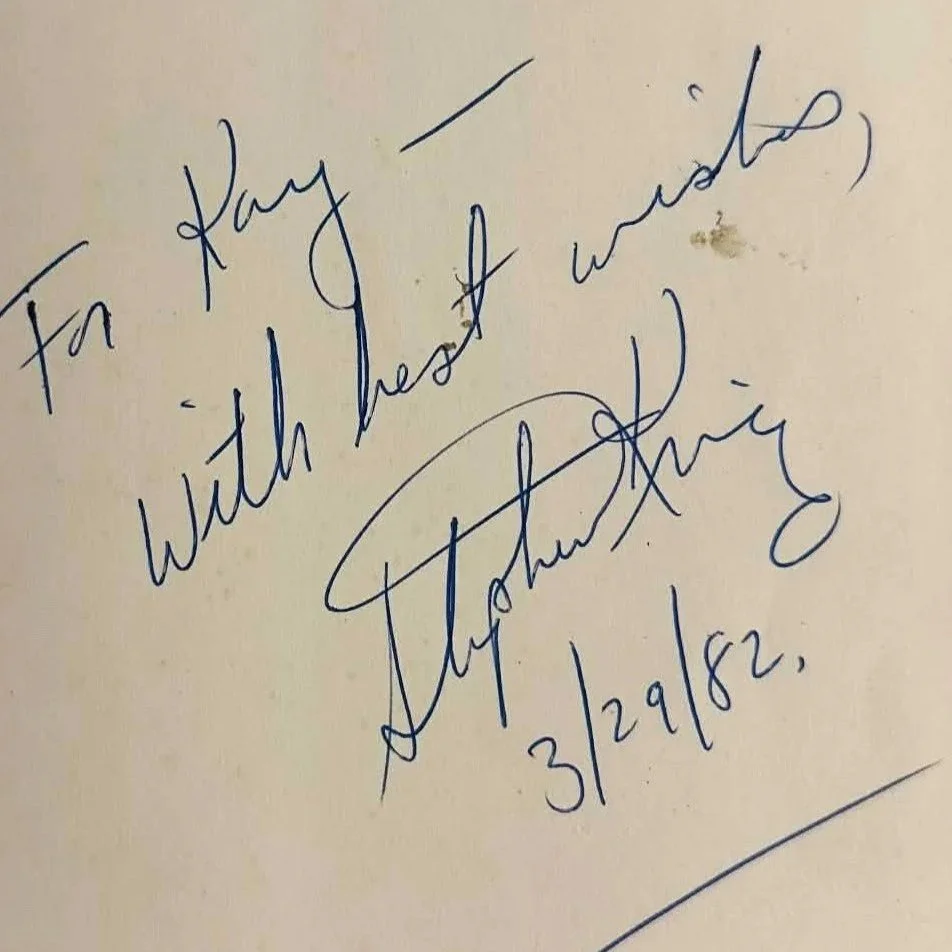 For Kay —
With best wishes,
Stephen King
3/29/82.